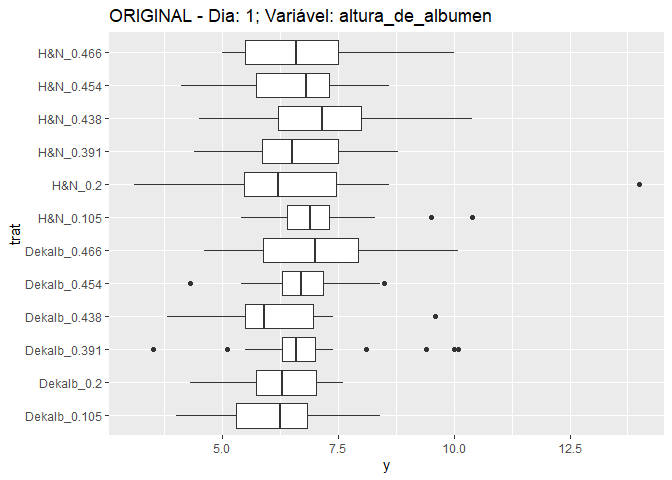 ORIGINAL - Dia: 1; Variável: altura_de_albumen
H&N_0.466
H&N_0.454
H&N_0.438
H&N_0.391
H&N_0.2
H&N_0.105
Dekalb_0.466
Dekalb_0.454
Dekalb_0.438
Dekalb_0.391
Dekalb_0.2
Dekalb_0.105
trat
5.0 7.5 10.0 12.5
y